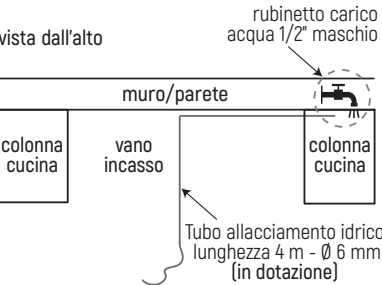 rubinetto carico
acqua 1/2" maschio
vista dall'alto
muro/parete
colonna
cucina
vano
incasso
colonna
cucina
Tubo allacciamento idrico
lunghezza 4 m - Ø 6 mm
(in dotazione)